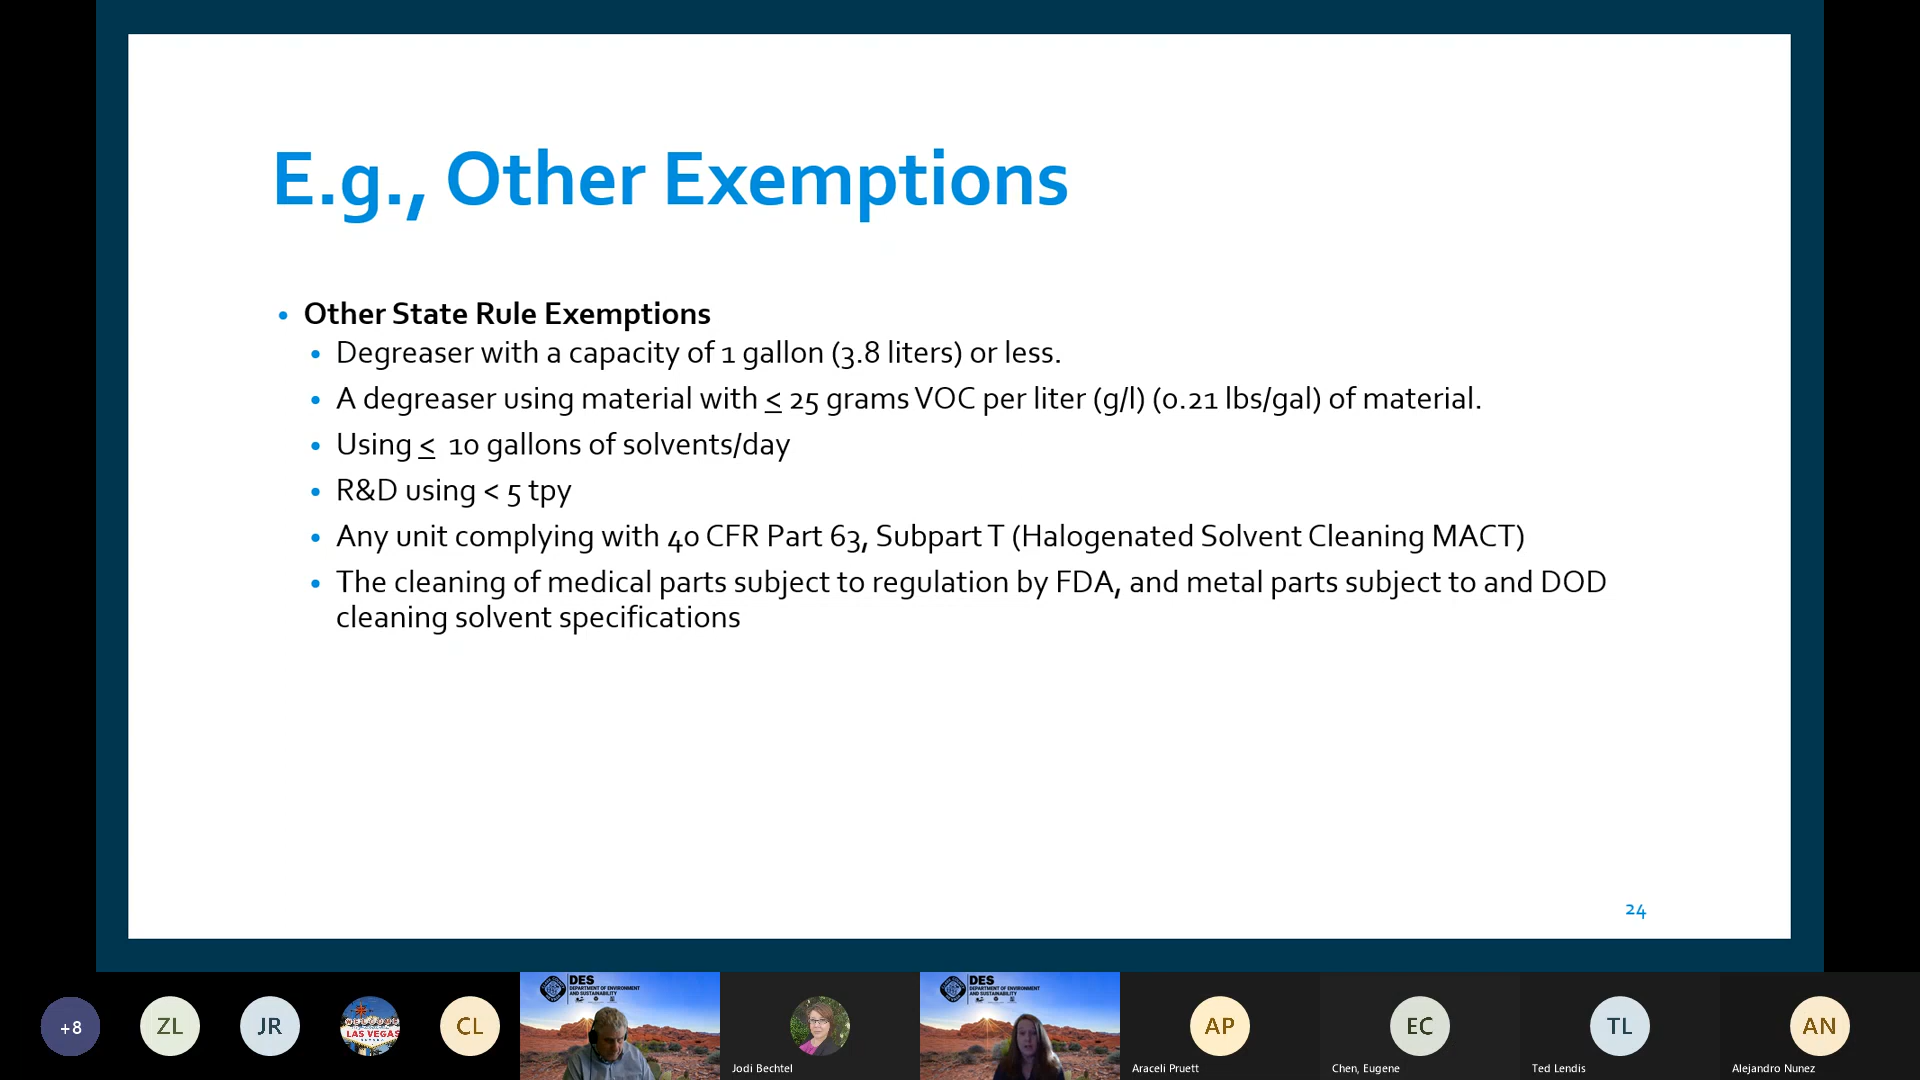 E.g., Other Exemptions
• Other State Rule Exemptions
• Degreaser with a capacity of 1 gallon (3.8 liters) or less.
• A degreaser using material with < 25 grams VOC per liter (g/l) (0.21 lbs/gal) of material.
• Using < 10 gallons of solvents/day
• R&D using < 5 tpy
• Any unit complying with 40 CFR Part 63, Subpart T (Halogenated Solvent Cleaning MACT)
• The cleaning of medical parts subject to regulation by FDA, and metal parts subject to and DOD
cleaning solvent specifications
24
+8
ZL
JR
WELCOME
LAS VEGAS
CL
DES
DEPARTMENT OF ENVIRONMENT
AND SUSTAINABILITY
Jodi Bechtel
DES
DEPARTMENT OF ENVIRONMENT
AND SUSTAINABILITY
AP
Araceli Pruett
EC
Chen, Eugene
TL
Ted Lendis
AN
Alejandro Nunez